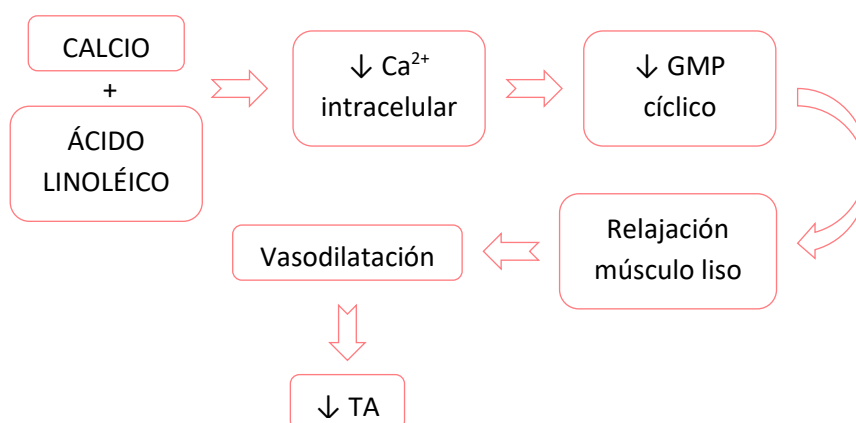 CALCIO
+
ÁCIDO
LINOLÉICO
↓ Ca²⁺
intracelular
↓ GMP
cíclico
Relajación
músculo liso
Vasodilatación
↓ TA